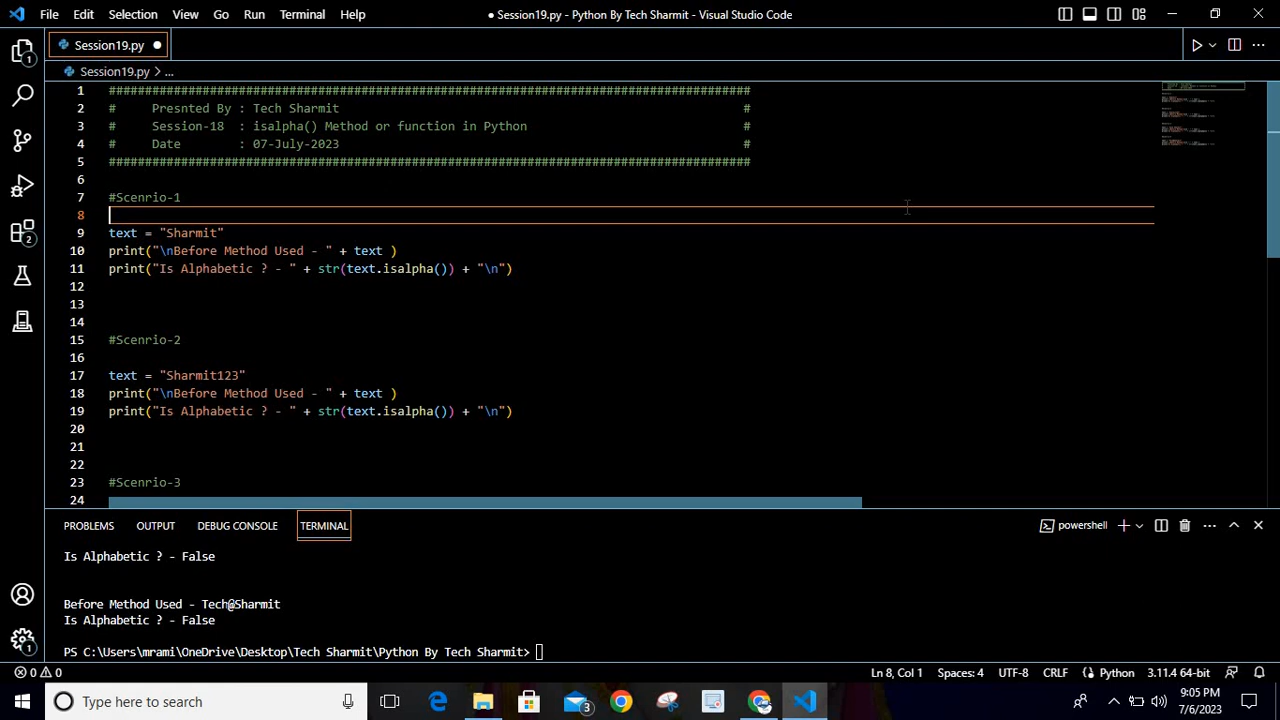 File Edit Selection View Go Run Terminal Help ● Session19.py - Python By Tech Sharmit - Visual Studio Code
Session19.py
Session19.py > ...
1 #########################################################################################
2 # Presnted By : Tech Sharmit #
3 # Session-18 : isalpha() Method or function in Python #
4 # Date : 07-July-2023 #
5 #########################################################################################
6
7 #Scenrio-1
8
9 text = "Sharmit"
10 print("\nBefore Method Used - " + text )
11 print("Is Alphabetic ? - " + str(text.isalpha()) + "\n")
12
13
14
15 #Scenrio-2
16
17 text = "Sharmit123"
18 print("\nBefore Method Used - " + text )
19 print("Is Alphabetic ? - " + str(text.isalpha()) + "\n")
20
21
22
23 #Scenrio-3
24
PROBLEMS OUTPUT DEBUG CONSOLE TERMINAL powershell
Is Alphabetic ? - False
Before Method Used - Tech@Sharmit
Is Alphabetic ? - False
PS C:\Users\mrami\OneDrive\Desktop\Tech Sharmit\Python By Tech Sharmit>
0 0 Ln 8, Col 1 Spaces: 4 UTF-8 CRLF Python 3.11.4 64-bit
Type here to search
9:05 PM
7/6/2023